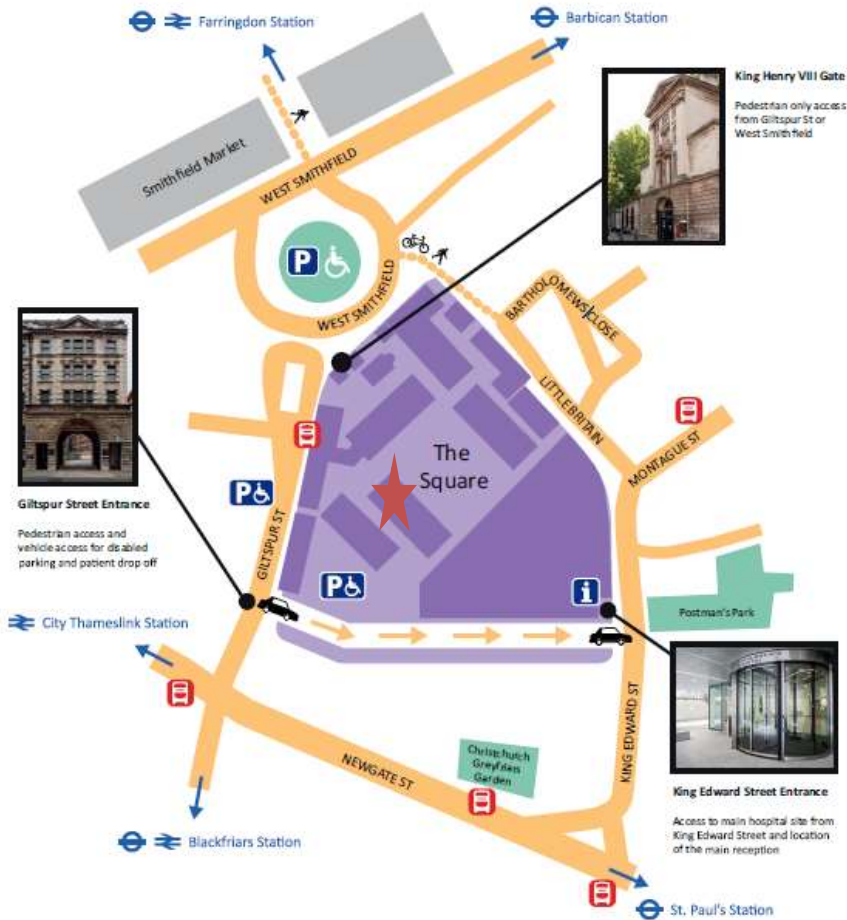 Farringdon Station
Barbican Station
King Henry VIII Gate
Pedestrian only access
from Giltspur St or
West Smithfield
Smithfield Market
WEST SMITHFIELD
P
WEST SMITHFIELD
BARTHOLOMEWS CLOSE
LITTLE BRITAIN
MONTAGUE ST
The
Square
P
Giltspur Street Entrance
Pedestrian access and
vehicle access for disabled
parking and patient drop off
GILTSPUR ST
P
i
Postman's Park
City Thameslink Station
KING EDWARD ST
NEWGATE ST
Christchurch
Greyfriars
Garden
King Edward Street Entrance
Access to main hospital site from
King Edward Street and location
of the main reception
Blackfriars Station
St. Paul's Station